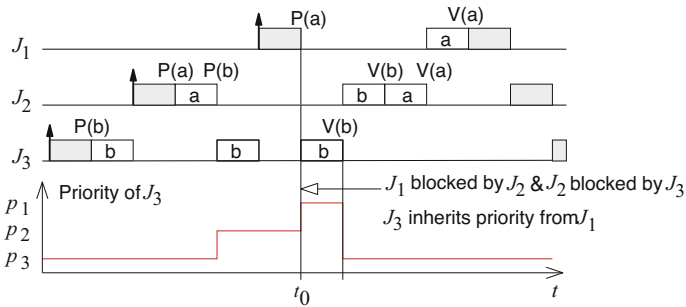 P(a) V(a)
J1 a
P(a) P(b) V(b) V(a)
J2 a b a
P(b) V(b)
J3 b b b
Priority of J3
J1 blocked by J2 & J2 blocked by J3
J3 inherits priority from J1
p1
p2
p3
t0 t